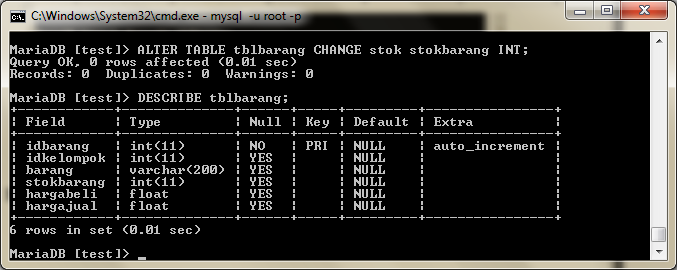 C:\Windows\System32\cmd.exe - mysql  -u root -p
MariaDB [test]> ALTER TABLE tblbarang CHANGE stok stokbarang INT;
Query OK, 0 rows affected (0.01 sec)
Records: 0  Duplicates: 0  Warnings: 0
MariaDB [test]> DESCRIBE tblbarang;
+------------+--------------+------+-----+---------+----------------+
| Field      | Type         | Null | Key | Default | Extra          |
+------------+--------------+------+-----+---------+----------------+
| idbarang   | int(11)      | NO   | PRI | NULL    | auto_increment |
| idkelompok | int(11)      | YES  |     | NULL    |                |
| barang     | varchar(200) | YES  |     | NULL    |                |
| stokbarang | int(11)      | YES  |     | NULL    |                |
| hargabeli  | float        | YES  |     | NULL    |                |
| hargajual  | float        | YES  |     | NULL    |                |
+------------+--------------+------+-----+---------+----------------+
6 rows in set (0.01 sec)
MariaDB [test]> _